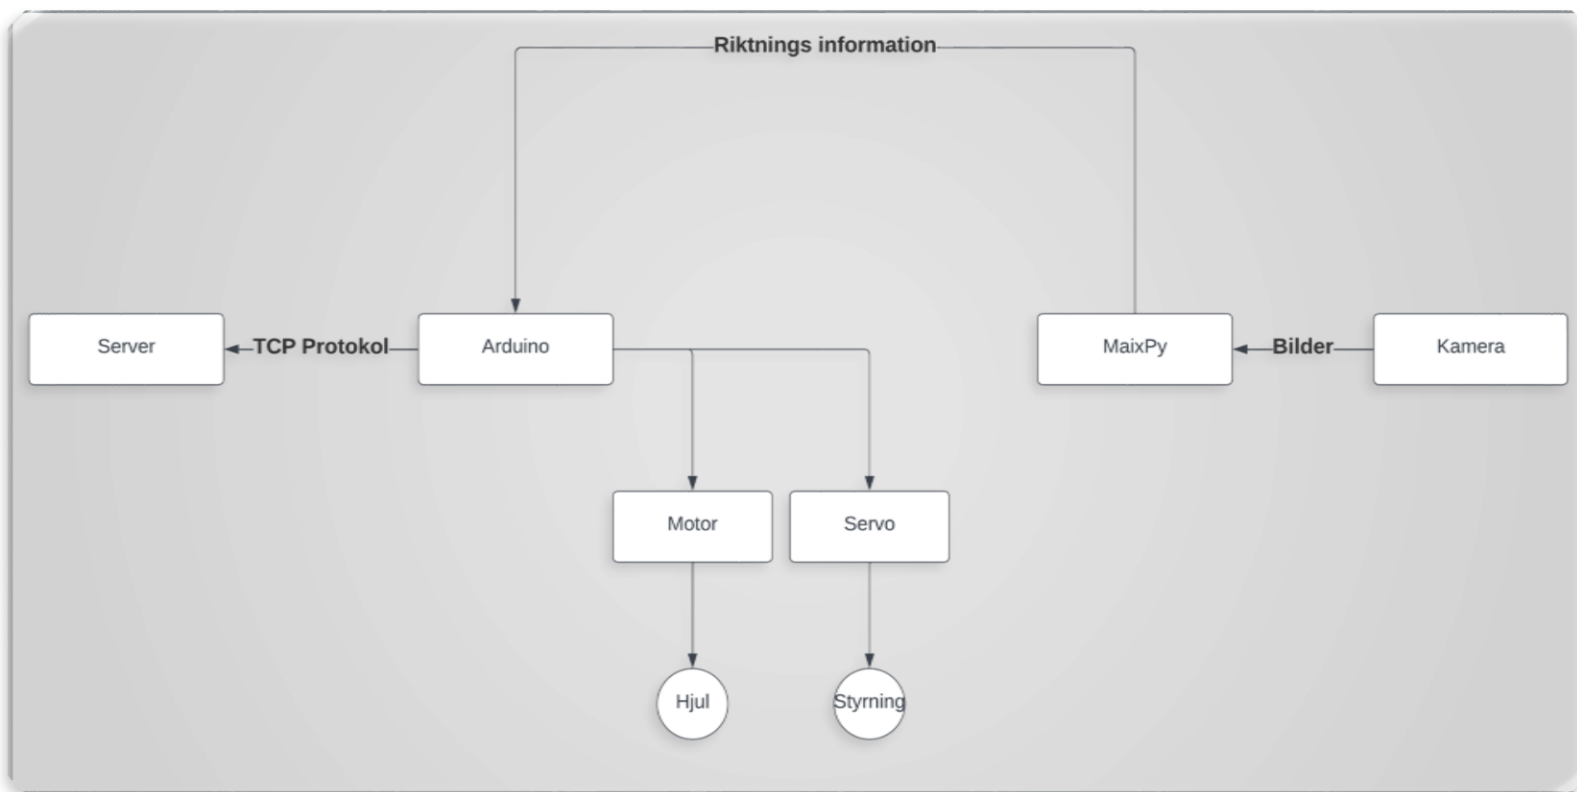 Riktnings information
Server
TCP Protokol
Arduino
MaixPy
Bilder
Kamera
Motor
Servo
Hjul
Styrning